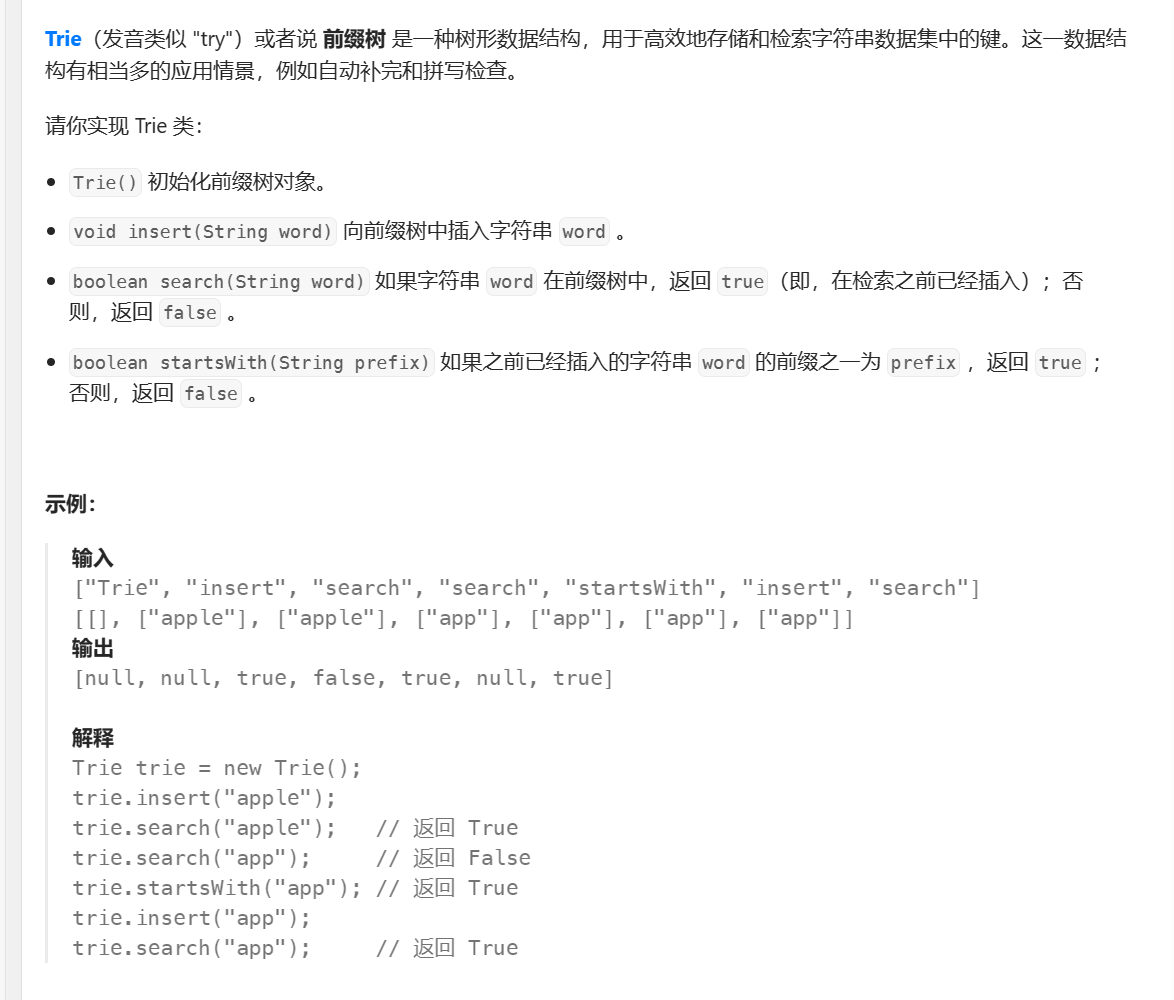 Trie（发音类似 "try"）或者说 前缀树 是一种树形数据结构，用于高效地存储和检索字符串数据集中的键。这一数据结
构有相当多的应用情景，例如自动补完和拼写检查。
请你实现 Trie 类：
• Trie() 初始化前缀树对象。
• void insert(String word) 向前缀树中插入字符串 word 。
• boolean search(String word) 如果字符串 word 在前缀树中，返回 true（即，在检索之前已经插入）；否
则，返回 false 。
• boolean startsWith(String prefix) 如果之前已经插入的字符串 word 的前缀之一为 prefix ，返回 true ；
否则，返回 false 。
示例：
输入
["Trie", "insert", "search", "search", "startsWith", "insert", "search"]
[[], ["apple"], ["apple"], ["app"], ["app"], ["app"], ["app"]]
输出
[null, null, true, false, true, null, true]
解释
Trie trie = new Trie();
trie.insert("apple");
trie.search("apple");   // 返回 True
trie.search("app");     // 返回 False
trie.startsWith("app"); // 返回 True
trie.insert("app");
trie.search("app");     // 返回 True